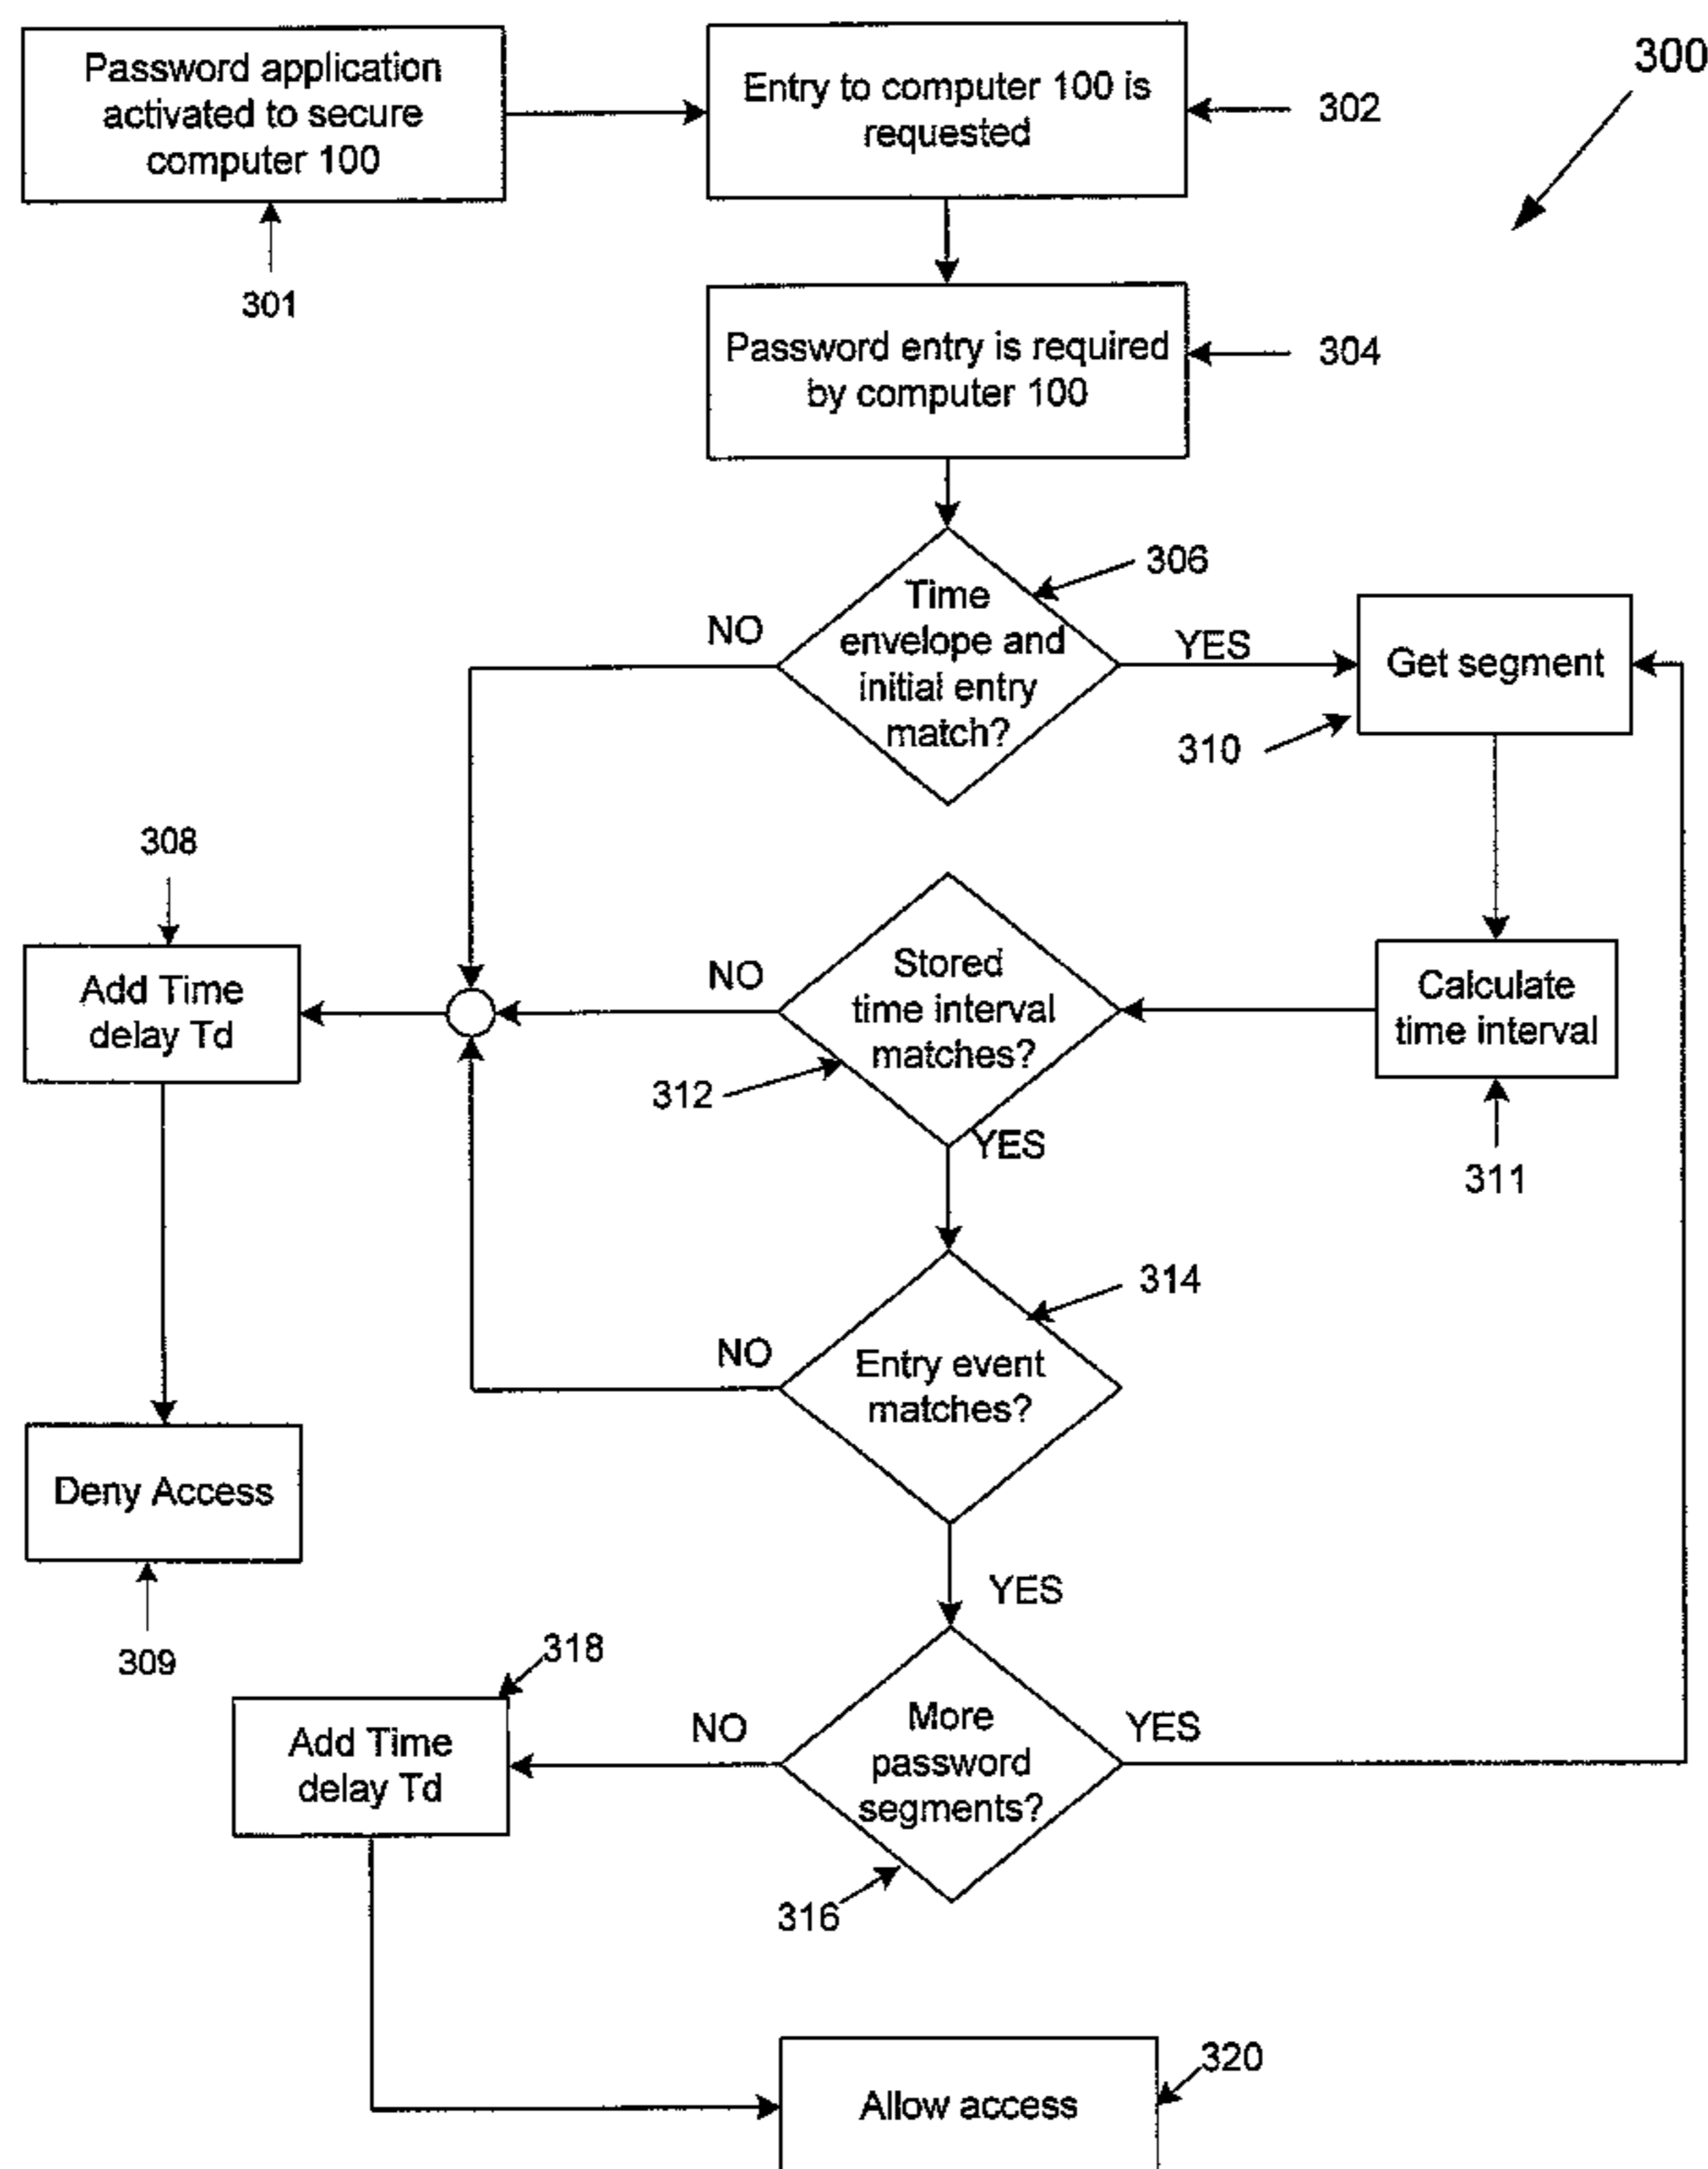 300
Password application
activated to secure
computer 100
301
Entry to computer 100 is
requested
302
Password entry is required
by computer 100
304
Time
envelope and
initial entry
match?
306
NO
YES
Get segment
310
308
Add Time
delay Td
NO
Stored
time interval
matches?
312
YES
Calculate
time interval
311
314
NO
Entry event
matches?
YES
Deny Access
309
318
Add Time
delay Td
NO
More
password
segments?
YES
316
Allow access
320